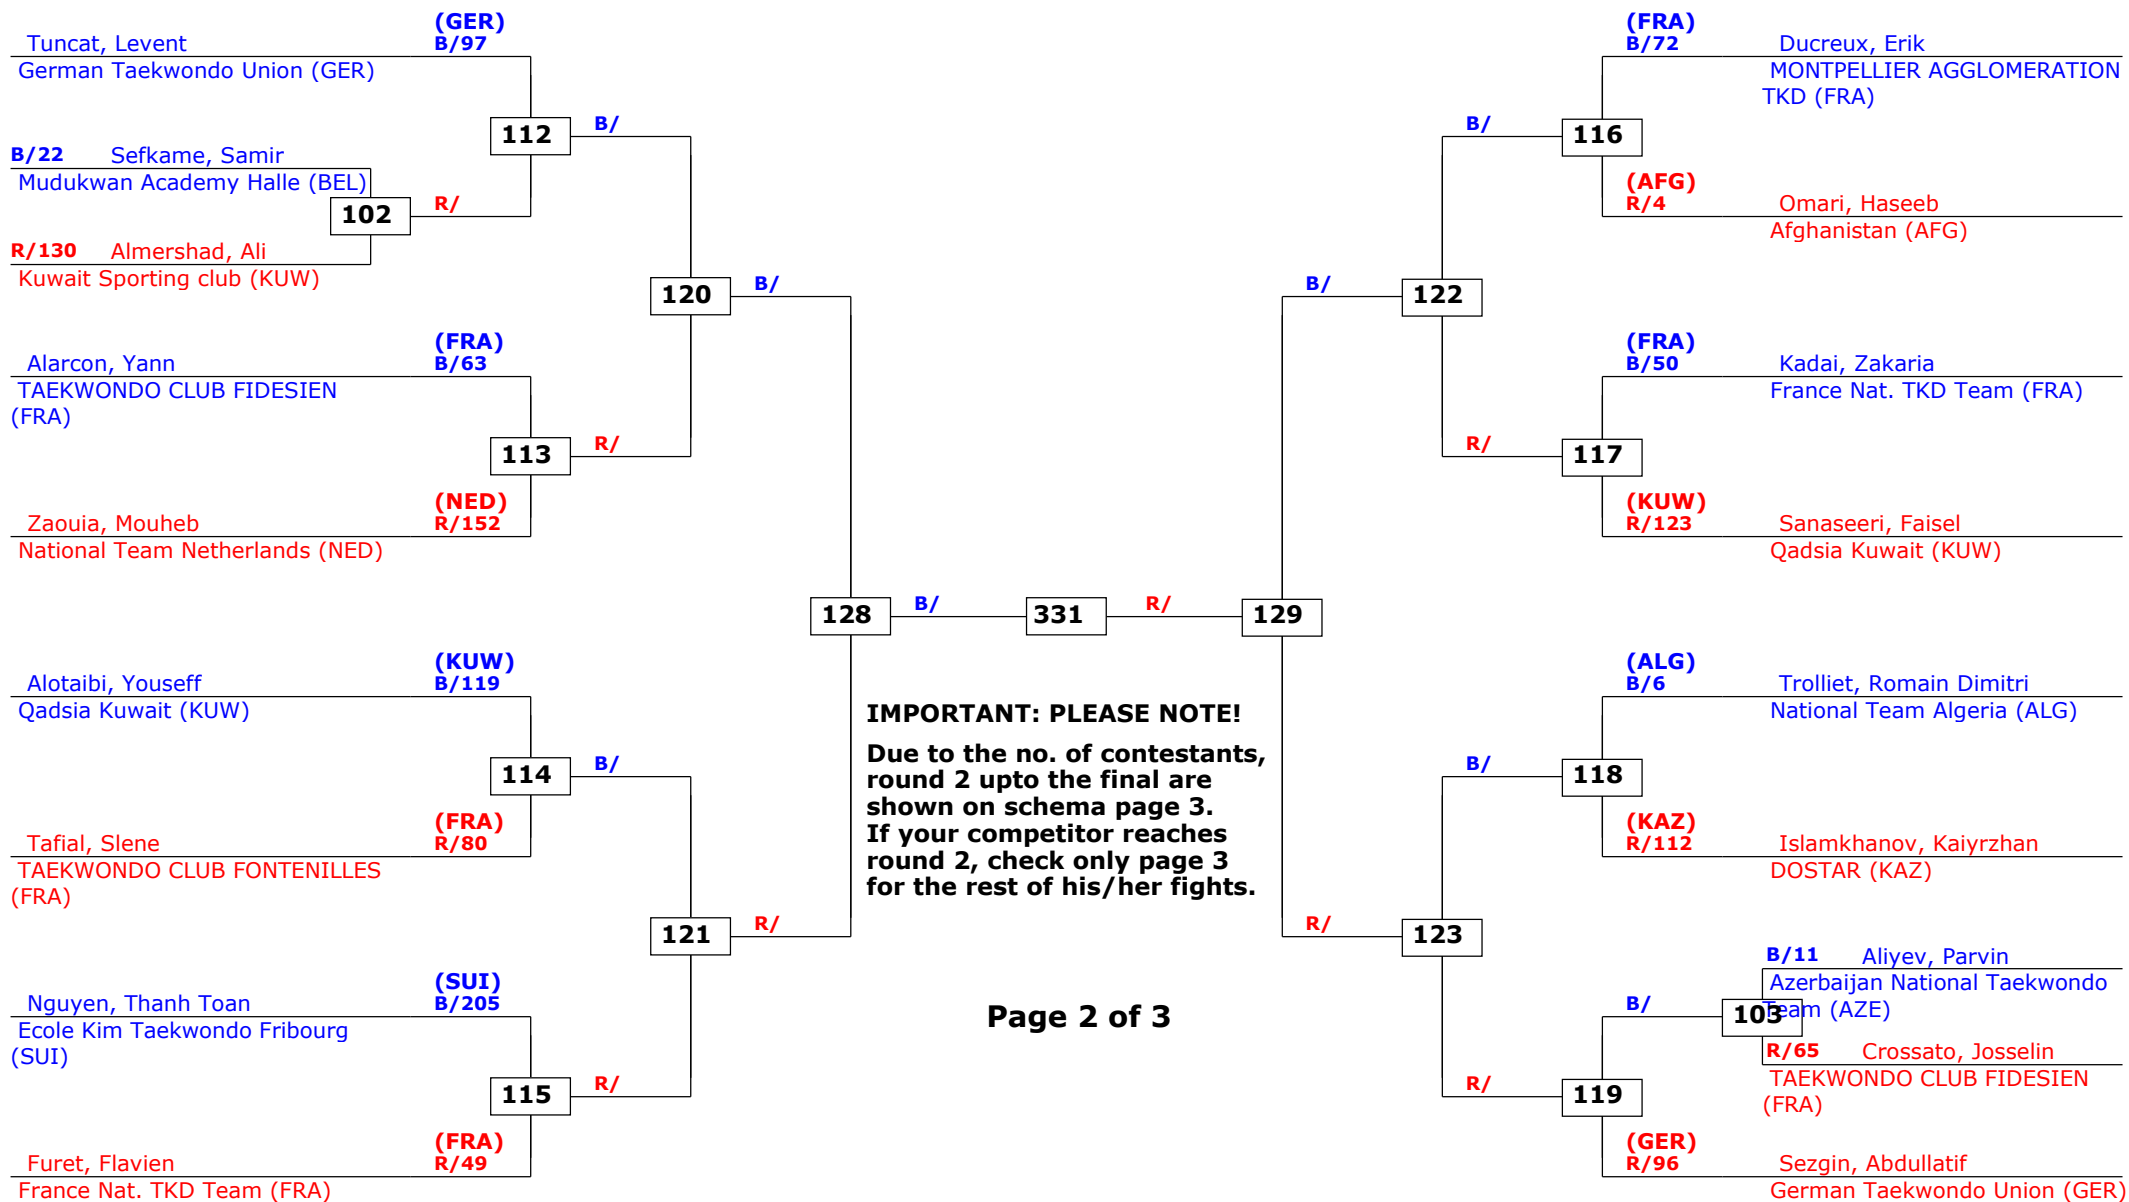 (GER)
Tuncat, Levent B/97
German Taekwondo Union (GER)
112 B/
B/22 Sefkame, Samir
Mudukwan Academy Halle (BEL)
102 R/
R/130 Almershad, Ali
Kuwait Sporting club (KUW)
120 B/
(FRA)
Alarcon, Yann B/63
TAEKWONDO CLUB FIDESIEN
(FRA)
113 R/
(NED)
Zaouia, Mouheb R/152
National Team Netherlands (NED)
128 B/ 331 R/ 129
(KUW)
Alotaibi, Youseff B/119
Qadsia Kuwait (KUW)
114 B/
(FRA)
Tafial, Slene R/80
TAEKWONDO CLUB FONTENILLES
(FRA)
121 R/
(SUI)
Nguyen, Thanh Toan B/205
Ecole Kim Taekwondo Fribourg
(SUI)
115 R/
(FRA)
Furet, Flavien R/49
France Nat. TKD Team (FRA)
IMPORTANT: PLEASE NOTE!
Due to the no. of contestants,
round 2 upto the final are
shown on schema page 3.
If your competitor reaches
round 2, check only page 3
for the rest of his/her fights.
Page 2 of 3
(FRA)
B/72 Ducreux, Erik
MONTPELLIER AGGLOMERATION
TKD (FRA)
B/ 116
(AFG)
R/4 Omari, Haseeb
Afghanistan (AFG)
B/ 122
(FRA)
B/50 Kadai, Zakaria
France Nat. TKD Team (FRA)
R/ 117
(KUW)
R/123 Sanaseeri, Faisel
Qadsia Kuwait (KUW)
(ALG)
B/6 Trolliet, Romain Dimitri
National Team Algeria (ALG)
B/ 118
(KAZ)
R/112 Islamkhanov, Kaiyrzhan
DOSTAR (KAZ)
R/ 123
B/11 Aliyev, Parvin
Azerbaijan National Taekwondo
Team (AZE)
B/ 103
R/65 Crossato, Josselin
TAEKWONDO CLUB FIDESIEN
(FRA)
R/ 119
(GER)
R/96 Sezgin, Abdullatif
German Taekwondo Union (GER)